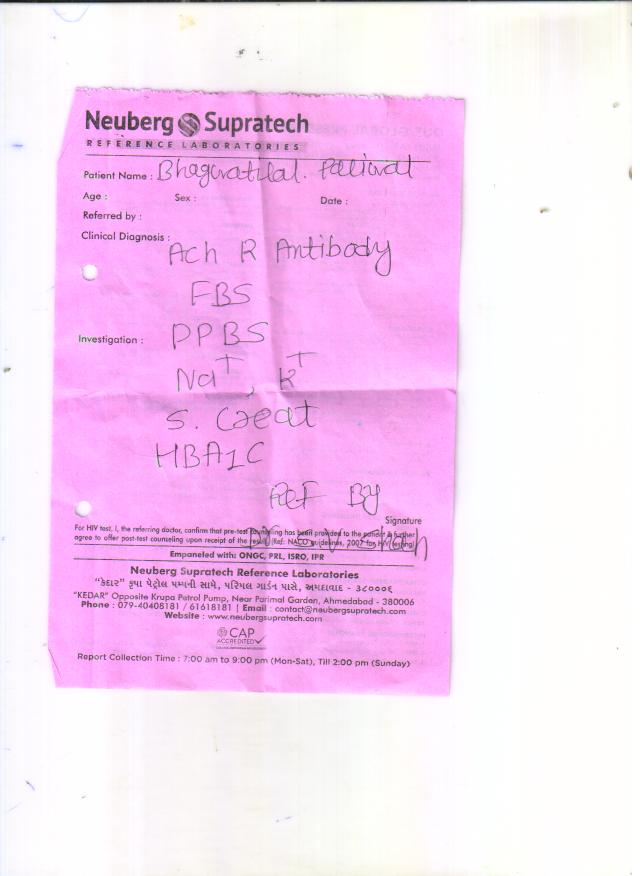 Neuberg Supratech
REFERENCE LABORATORIES
Patient Name : Bhagwatilal. Paliwal
Age : Sex : Date :
Referred by :
Clinical Diagnosis :
Ach R Antibody
FBS
Investigation : PPBS
Na+, K+
S. Creat
HBA1C
Ref By
Signature
For HIV test, I, the referring doctor, confirm that pre-test counseling has been provided to the patient & further
agree to offer post-test counseling upon receipt of the result (Ref: NACO guidelines, 2007 for HIV testing)
Empaneled with: ONGC, PRL, ISRO, IPR
Neuberg Supratech Reference Laboratories
"કેદાર" કૃપા પેટ્રોલ પમ્પની સામે, પરિમલ ગાર્ડન પાસે, અમદાવાદ - ૩૮૦૦૦૬
"KEDAR" Opposite Krupa Petrol Pump, Near Parimal Garden, Ahmedabad - 380006
Phone : 079-40408181 / 61618181 | Email : contact@neubergsupratech.com
Website : www.neubergsupratech.com
CAP
ACCREDITED
Report Collection Time : 7:00 am to 9:00 pm (Mon-Sat), Till 2:00 pm (Sunday)